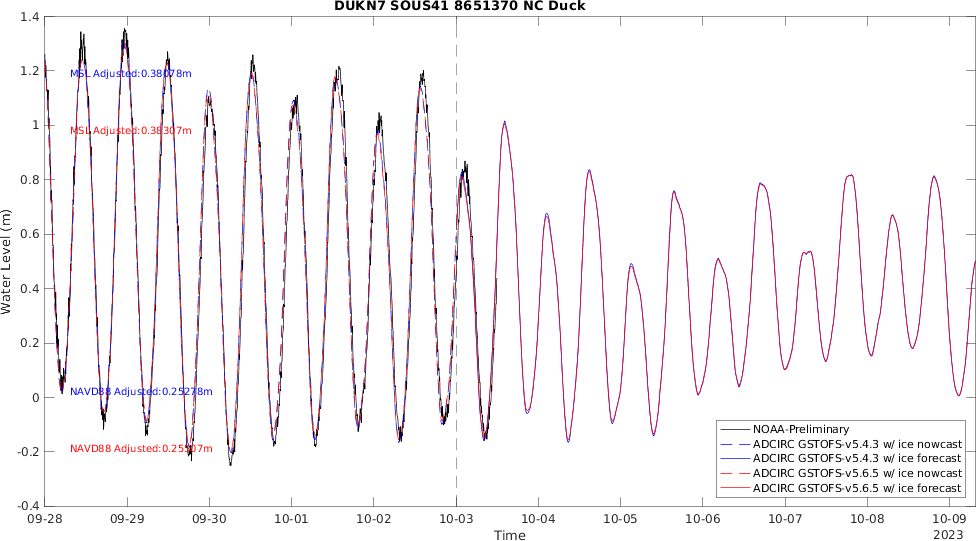 DUKN7 SOUS41 8651370 NC Duck
1.4
1.2
1
0.8
0.6
0.4
0.2
0
-0.2
-0.4
Water Level (m)
MSL Adjusted:0.38078m
MSL Adjusted:0.38307m
NAVD88 Adjusted:0.25278m
NAVD88
NOAA-Preliminary
ADCIRC GSTOFS-v5.4.3 w/ ice nowcast
ADCIRC GSTOFS-v5.4.3 w/ ice forecast
ADCIRC GSTOFS-v5.6.5 w/ ice nowcast
ADCIRC GSTOFS-v5.6.5 w/ ice forecast
09-28 09-29 09-30 10-01 10-02 10-03 10-04 10-05 10-06 10-07 10-08 10-09
Time
2023